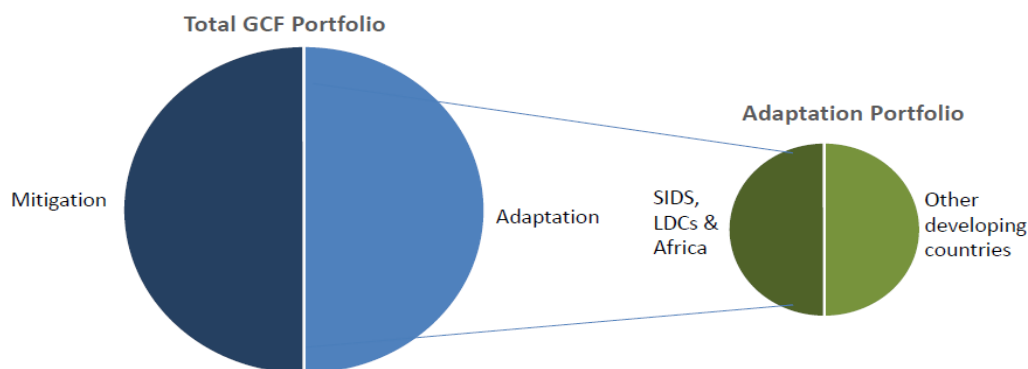 Total GCF Portfolio
Mitigation
Adaptation
Adaptation Portfolio
SIDS,
LDCs &
Africa
Other
developing
countries